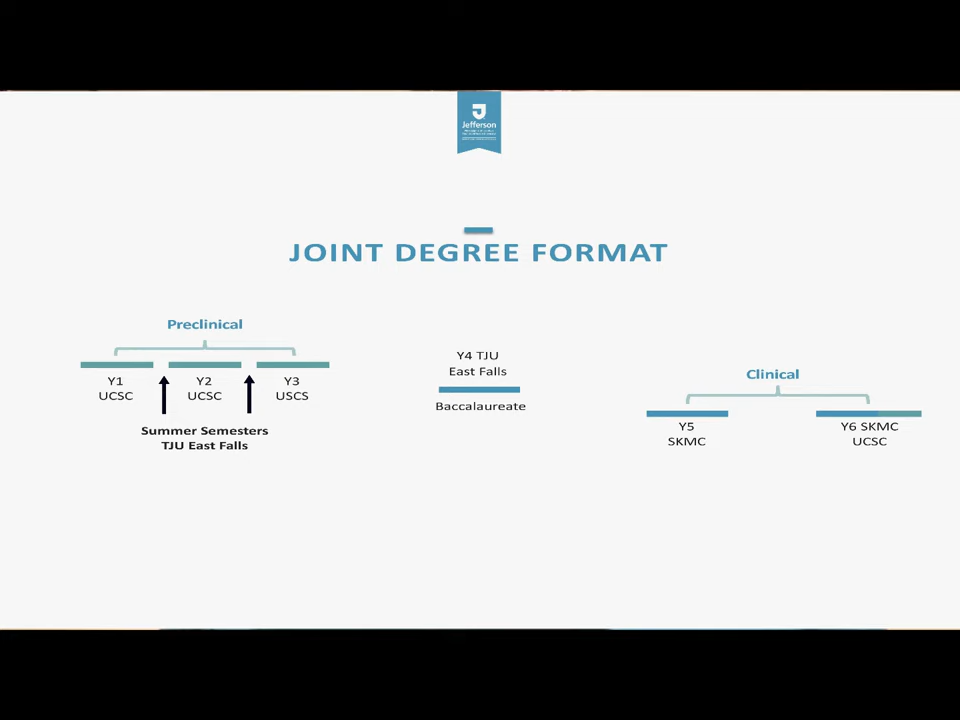 Jefferson
JOINT DEGREE FORMAT
Preclinical
Y1
UCSC
Y2
UCSC
Y3
USCS
Summer Semesters
TJU East Falls
Y4 TJU
East Falls
Baccalaureate
Clinical
Y5
SKMC
Y6 SKMC
UCSC